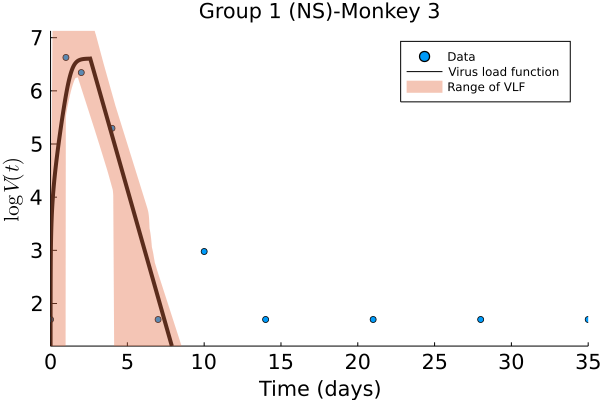 Group 1 (NS)-Monkey 3
Data
Virus load function
Range of VLF
log V(t)
7
6
5
4
3
2
0 5 10 15 20 25 30 35
Time (days)